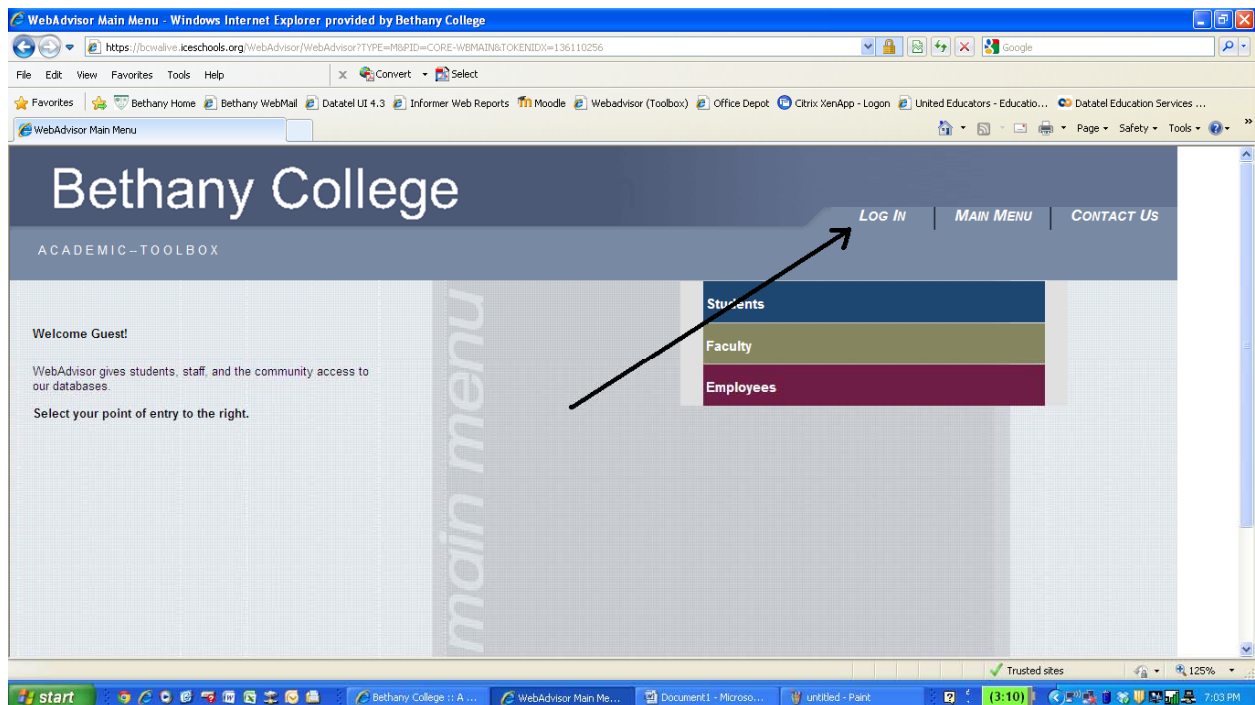 WebAdvisor Main Menu - Windows Internet Explorer provided by Bethany College
https://bcwalive.iceschools.org/WebAdvisor/WebAdvisor?TYPE=M&PID=CORE-WBMAIN&TOKENIDX=136110256
Google
File Edit View Favorites Tools Help
x Convert Select
Favorites Bethany Home Bethany WebMail Datatel UI 4.3 Informer Web Reports Moodle Webadvisor (Toolbox) Office Depot Citrix XenApp - Logon United Educators - Educatio... Datatel Education Services ...
WebAdvisor Main Menu
Page Safety Tools
Bethany College
LOG IN MAIN MENU CONTACT US
ACADEMIC-TOOLBOX
main menu
Students
Faculty
Employees
Welcome Guest!
WebAdvisor gives students, staff, and the community access to
our databases.
Select your point of entry to the right.
Trusted sites 125%
start Bethany College :: A ... WebAdvisor Main Me... Document1 - Microso... untitled - Paint (3:10) 7:03 PM